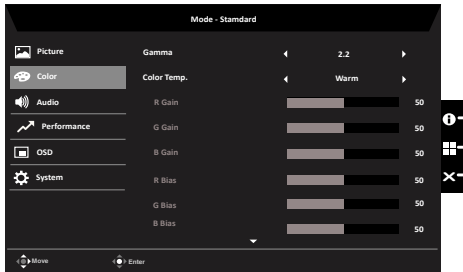 Mode - Standard
Picture
Gamma 2.2
Color
Color Temp. Warm
Audio
R Gain 50
Performance
G Gain 50
OSD
B Gain 50
System
R Bias 50
G Bias 50
B Bias 50
Move Enter